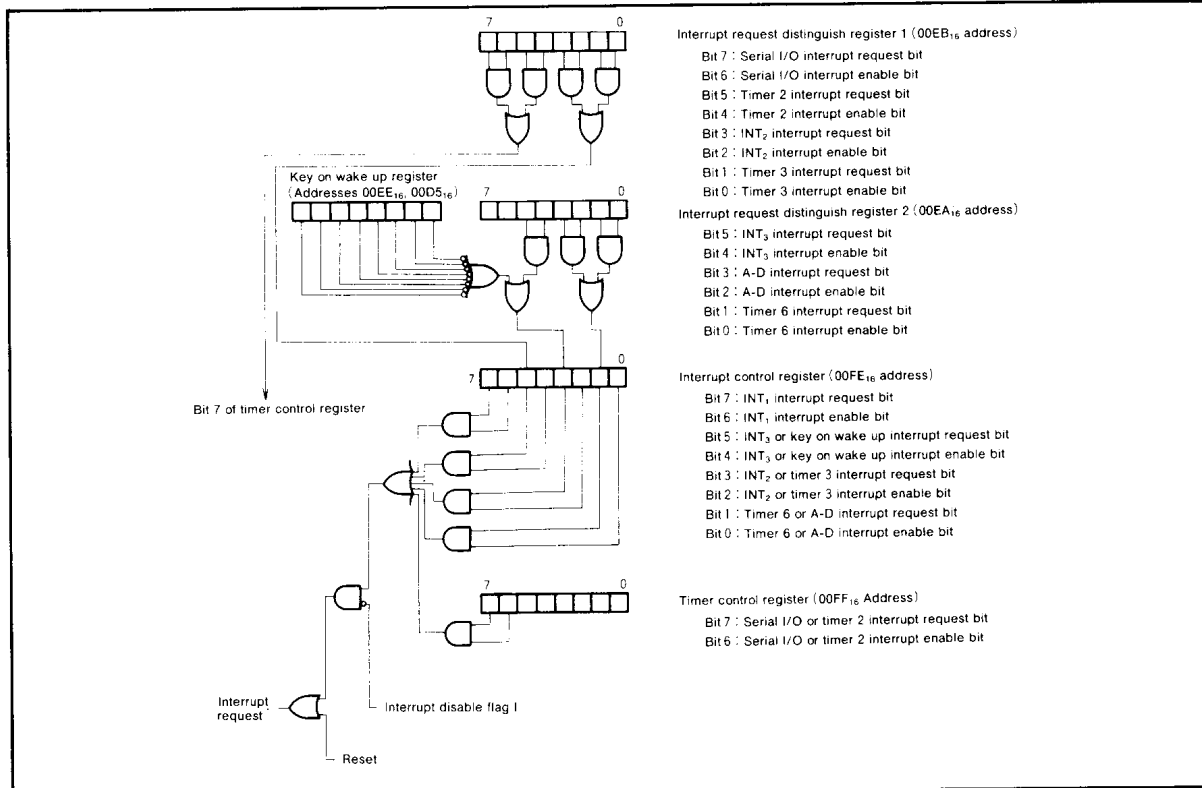 7 0
Interrupt request distinguish register 1 (00EB₁₆ address)
Bit 7 : Serial I/O interrupt request bit
Bit 6 : Serial I/O interrupt enable bit
Bit 5 : Timer 2 interrupt request bit
Bit 4 : Timer 2 interrupt enable bit
Bit 3 : INT₂ interrupt request bit
Bit 2 : INT₂ interrupt enable bit
Bit 1 : Timer 3 interrupt request bit
Bit 0 : Timer 3 interrupt enable bit
Key on wake up register
(Addresses 00EE₁₆, 00D5₁₆)
7 0
Interrupt request distinguish register 2 (00EA₁₆ address)
Bit 5 : INT₃ interrupt request bit
Bit 4 : INT₃ interrupt enable bit
Bit 3 : A-D interrupt request bit
Bit 2 : A-D interrupt enable bit
Bit 1 : Timer 6 interrupt request bit
Bit 0 : Timer 6 interrupt enable bit
7 0
Interrupt control register (00FE₁₆ address)
Bit 7 : INT₁ interrupt request bit
Bit 6 : INT₁ interrupt enable bit
Bit 5 : INT₃ or key on wake up interrupt request bit
Bit 4 : INT₃ or key on wake up interrupt enable bit
Bit 3 : INT₂ or timer 3 interrupt request bit
Bit 2 : INT₂ or timer 3 interrupt enable bit
Bit 1 : Timer 6 or A-D interrupt request bit
Bit 0 : Timer 6 or A-D interrupt enable bit
Bit 7 of timer control register
7 0
Timer control register (00FF₁₆ Address)
Bit 7 : Serial I/O or timer 2 interrupt request bit
Bit 6 : Serial I/O or timer 2 interrupt enable bit
Interrupt
request
Interrupt disable flag I
Reset